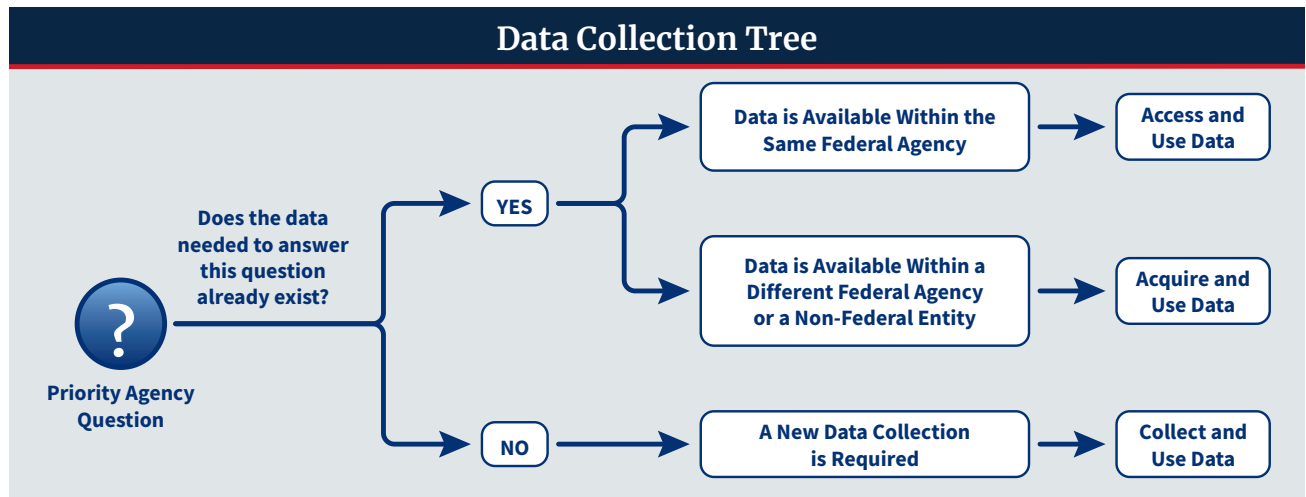 Data Collection Tree
?
Priority Agency
Question
Does the data
needed to answer
this question
already exist?
YES
Data is Available Within the
Same Federal Agency
Access and
Use Data
Data is Available Within a
Different Federal Agency
or a Non-Federal Entity
Acquire and
Use Data
NO
A New Data Collection
is Required
Collect and
Use Data